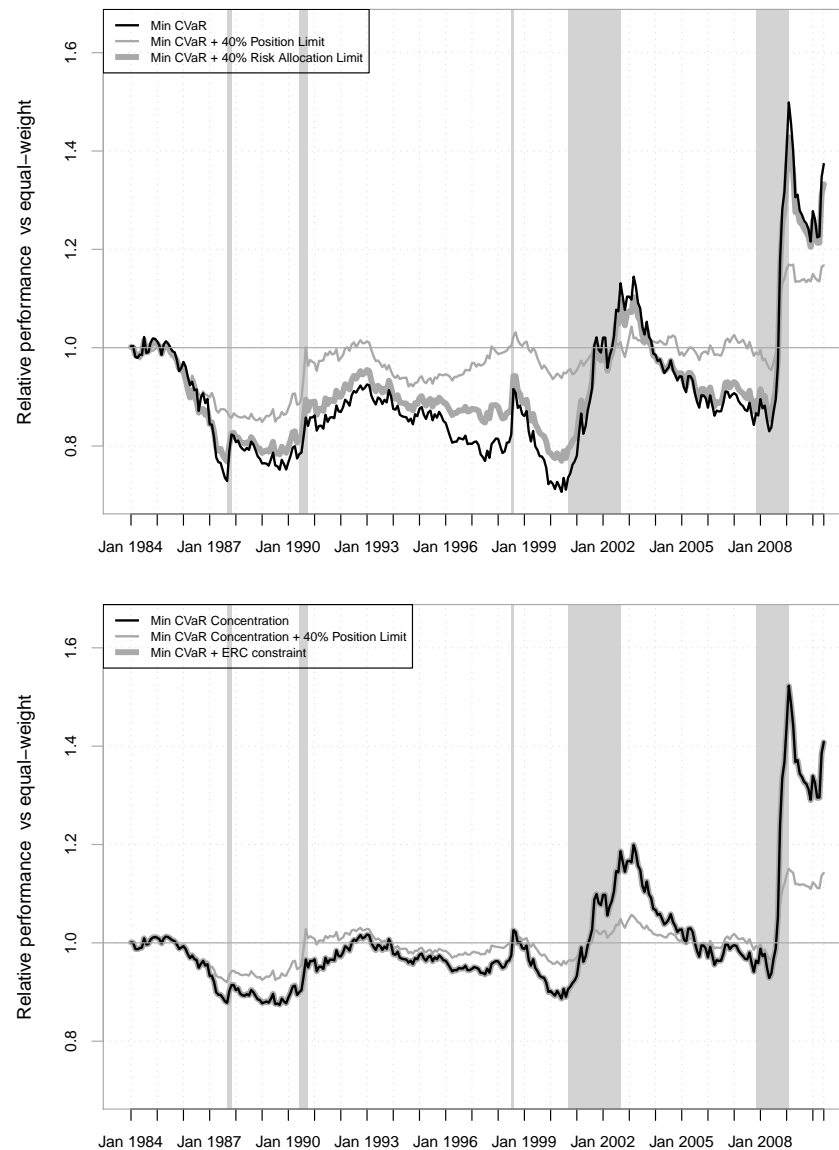 Min CVaR
Min CVaR + 40% Position Limit
Min CVaR + 40% Risk Allocation Limit
Relative performance vs equal−weight
1.6
1.4
1.2
1.0
0.8
Jan 1984 Jan 1987 Jan 1990 Jan 1993 Jan 1996 Jan 1999 Jan 2002 Jan 2005 Jan 2008
Min CVaR Concentration
Min CVaR Concentration + 40% Position Limit
Min CVaR + ERC constraint
Relative performance vs equal−weight
1.6
1.4
1.2
1.0
0.8
Jan 1984 Jan 1987 Jan 1990 Jan 1993 Jan 1996 Jan 1999 Jan 2002 Jan 2005 Jan 2008